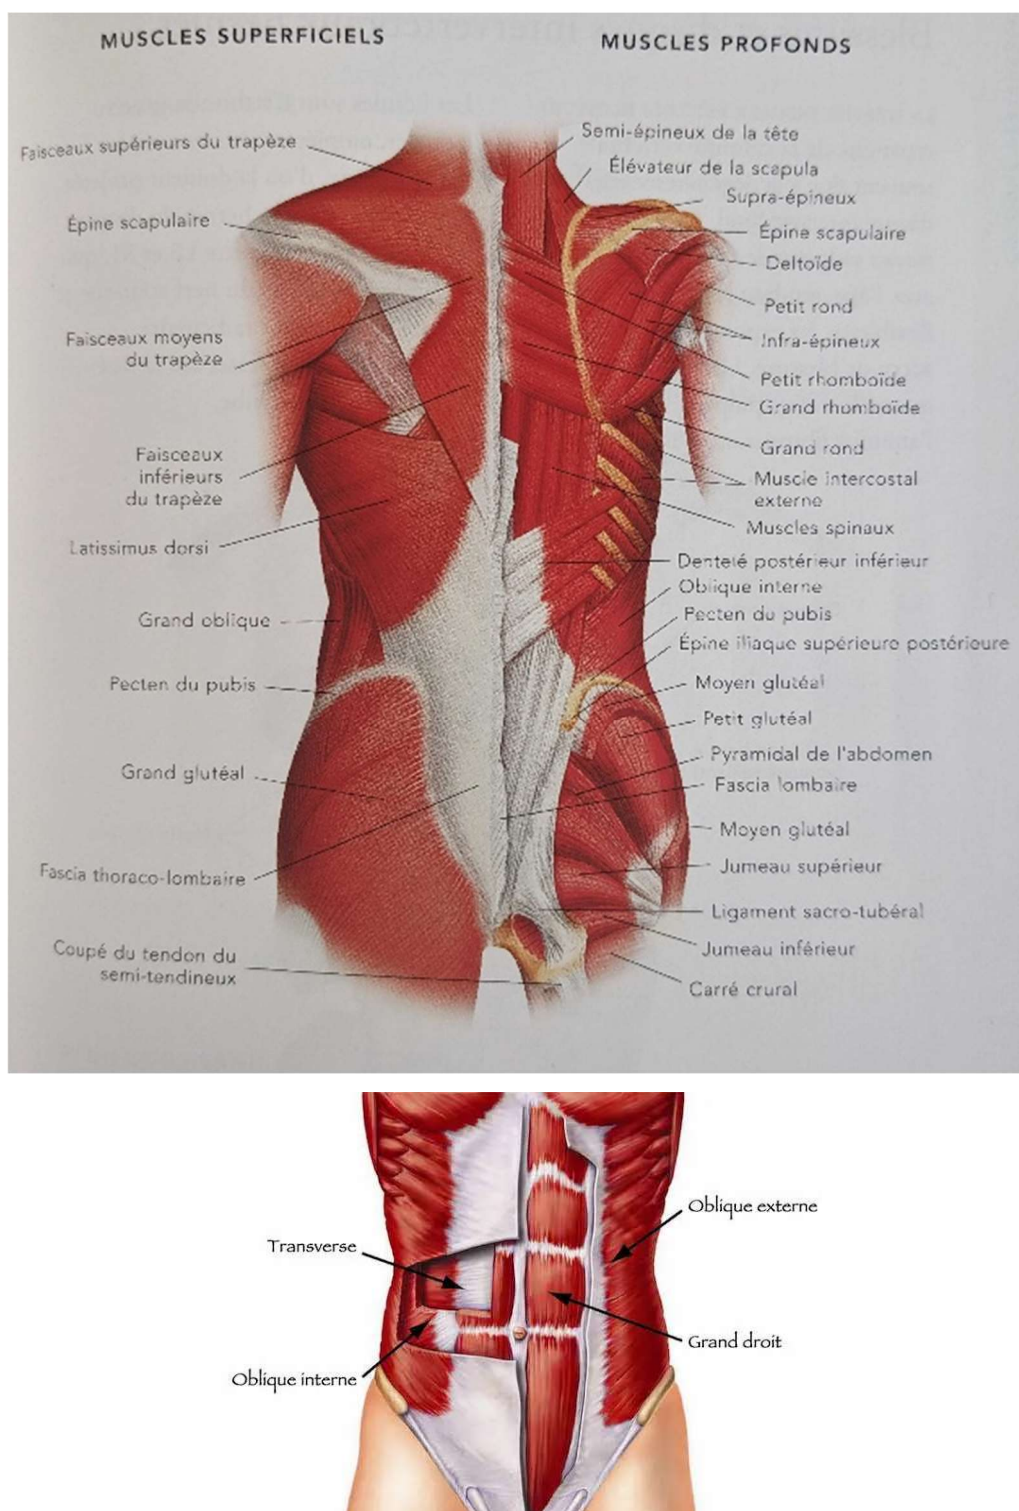 MUSCLES SUPERFICIELS
MUSCLES PROFONDS
Faisceaux supérieurs du trapèze
Épine scapulaire
Faisceaux moyens
du trapèze
Faisceaux
inférieurs
du trapèze
Latissimus dorsi
Grand oblique
Pecten du pubis
Grand glutéal
Fascia thoraco-lombaire
Coupé du tendon du
semi-tendineux
Semi-épineux de la tête
Élévateur de la scapula
Supra-épineux
Épine scapulaire
Deltoïde
Petit rond
Infra-épineux
Petit rhomboïde
Grand rhomboïde
Grand rond
Muscle intercostal
externe
Muscles spinaux
Dentelé postérieur inférieur
Oblique interne
Pecten du pubis
Épine iliaque supérieure postérieure
Moyen glutéal
Petit glutéal
Pyramidal de l'abdomen
Fascia lombaire
Moyen glutéal
Jumeau supérieur
Ligament sacro-tubéral
Jumeau inférieur
Carré crural
Oblique externe
Transverse
Grand droit
Oblique interne